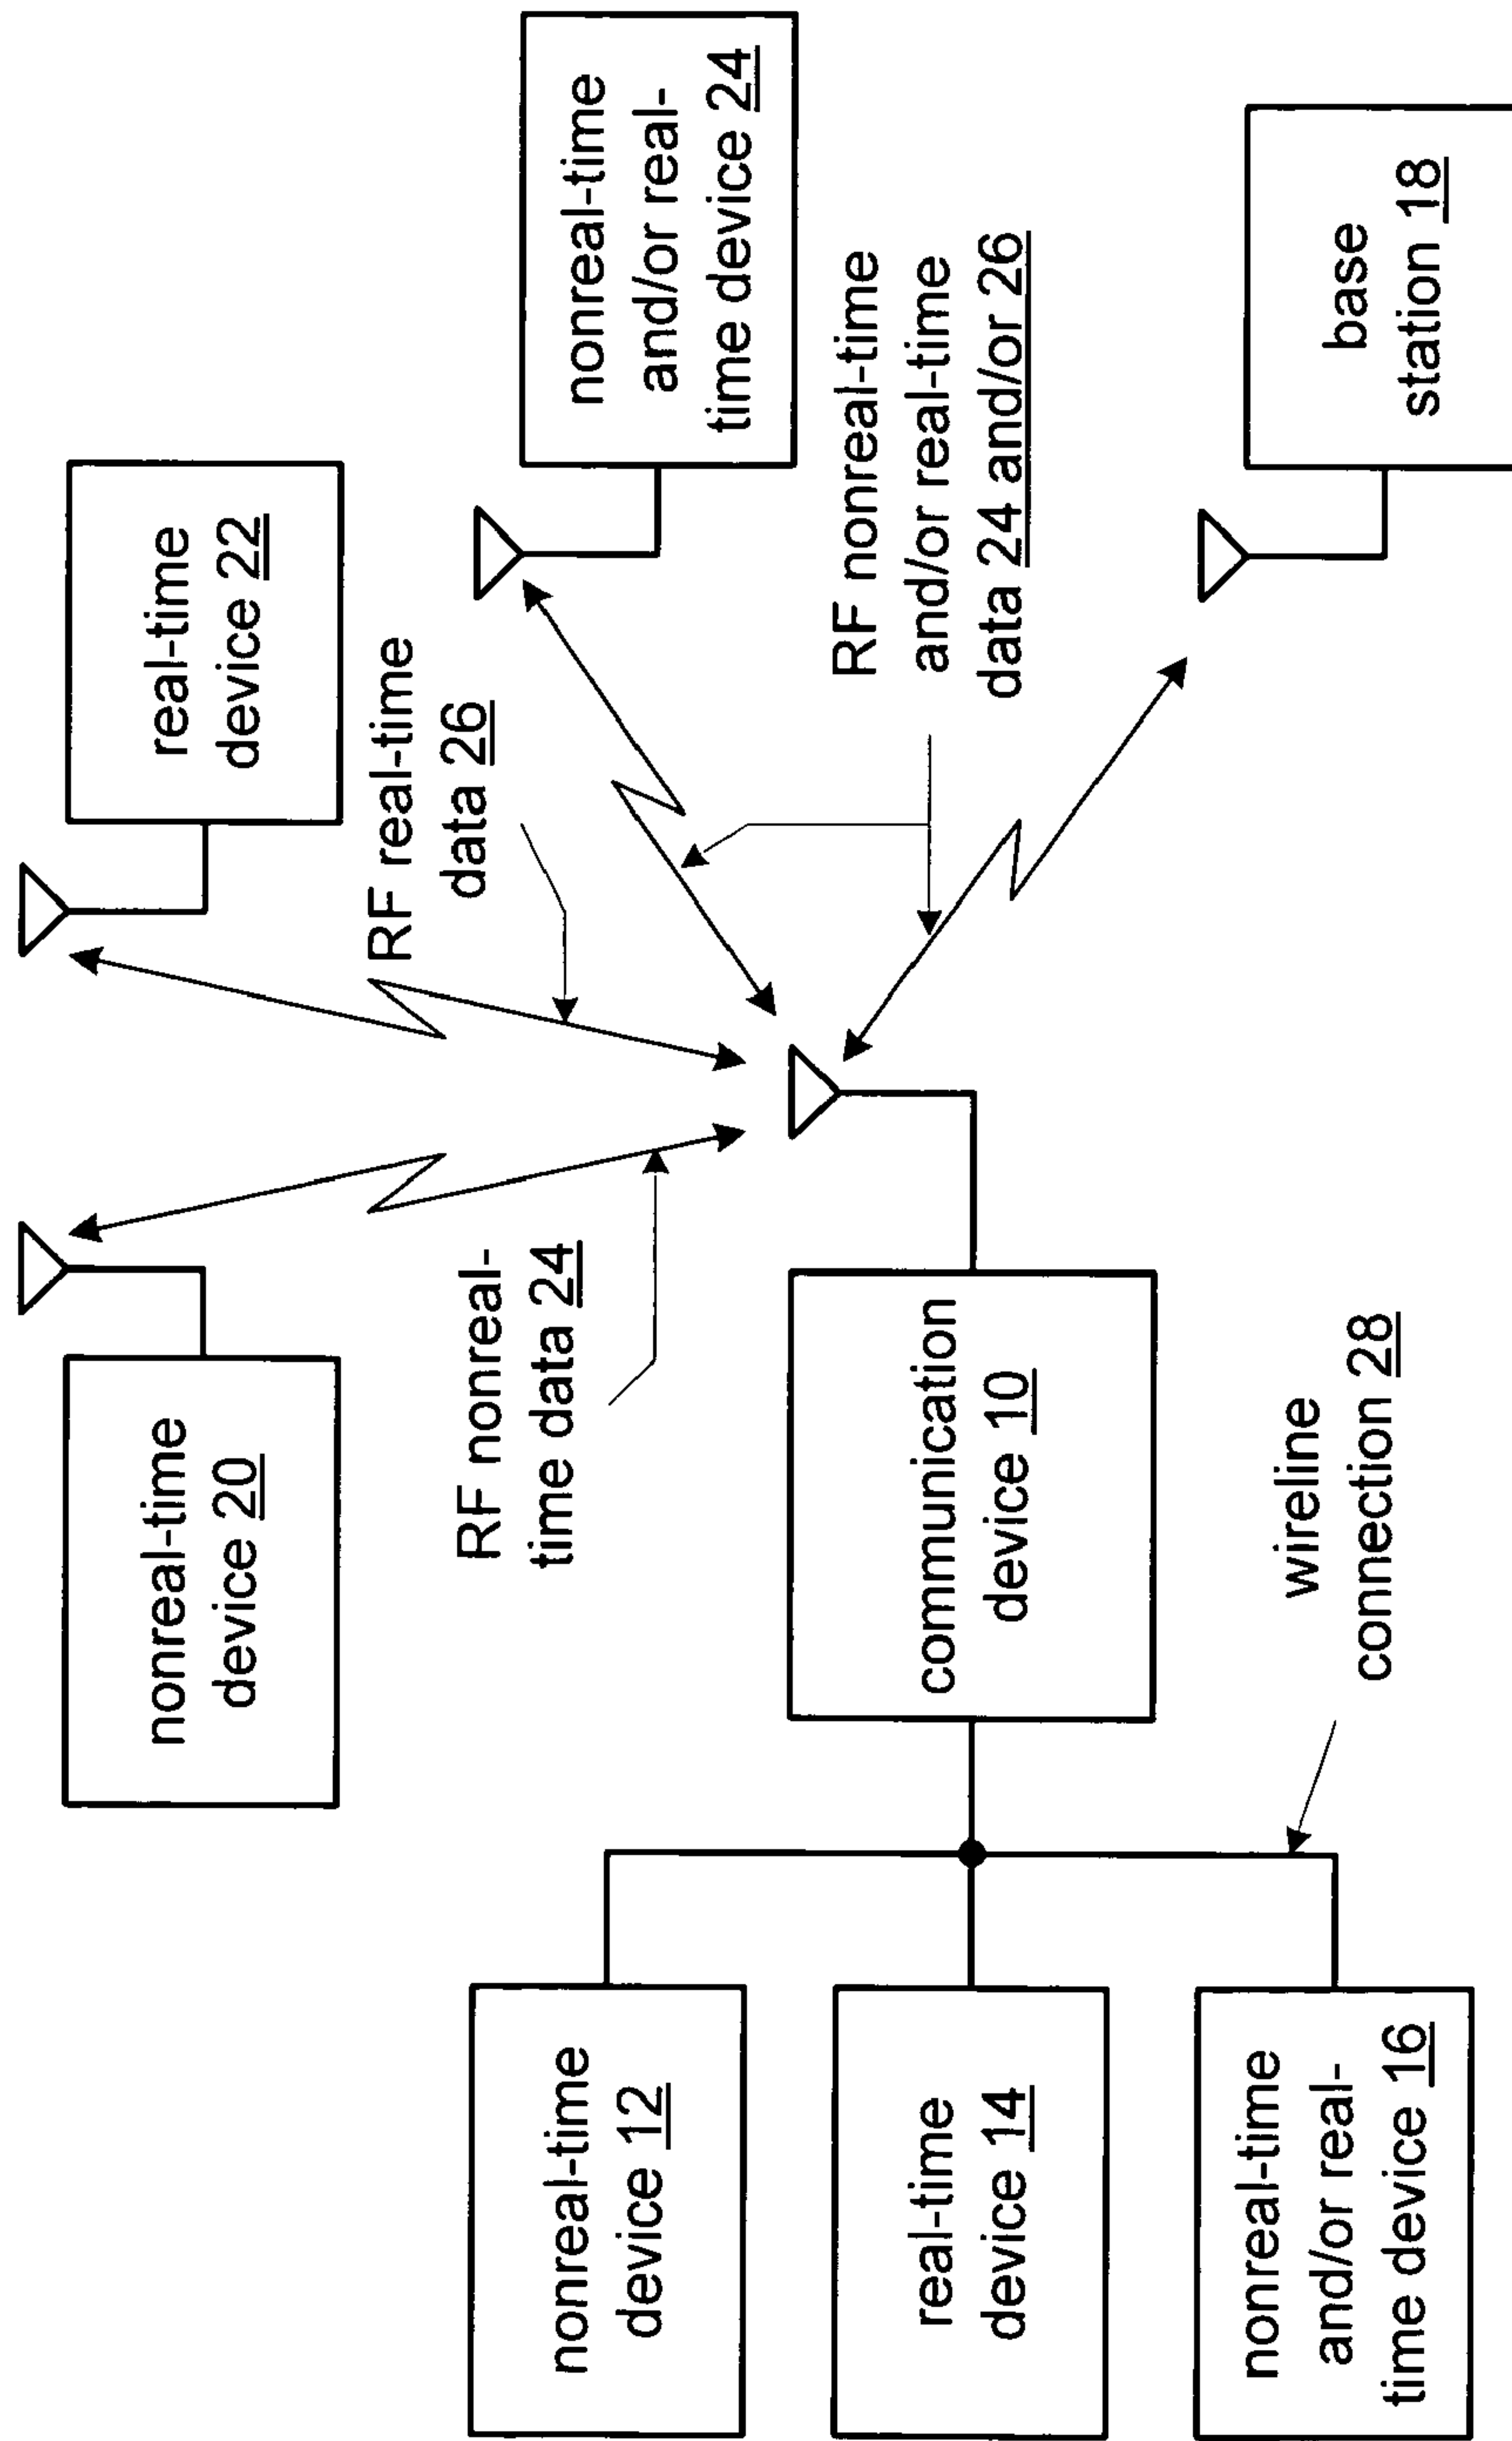 nonreal-time
device 20
real-time
device 22
RF real-time
data 26
RF nonreal-
time data 24
nonreal-time
and/or real-
time device 24
nonreal-time
device 12
real-time
device 14
nonreal-time
and/or real-
time device 16
communication
device 10
RF nonreal-time
and/or real-time
data 24 and/or 26
wireline
connection 28
base
station 18